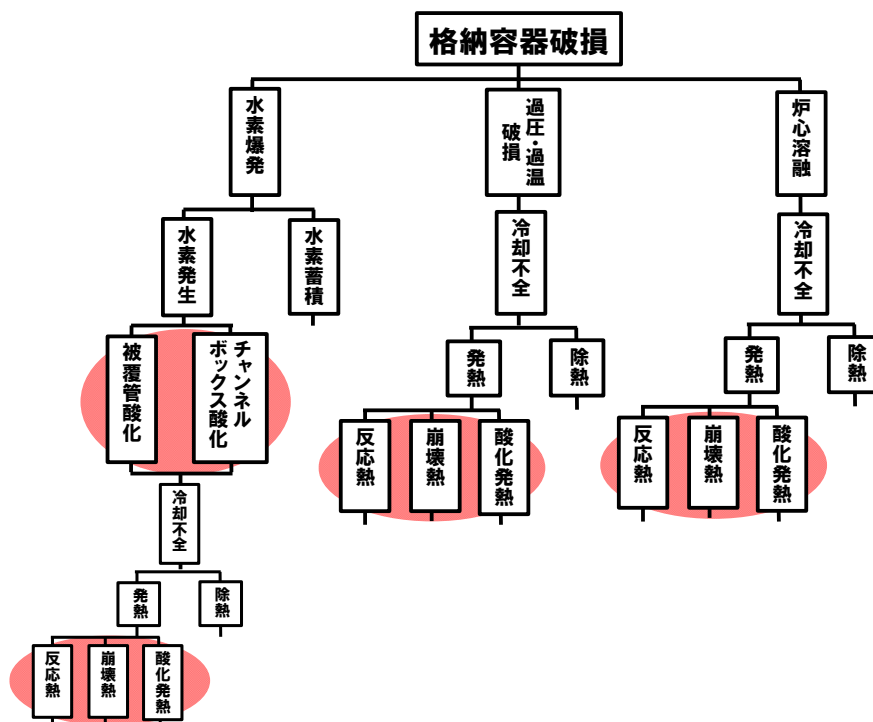 格納容器破損
水素爆発
過圧・過温
破損
炉心溶融
水素発生
水素蓄積
冷却不全
冷却不全
被覆管酸化
チャンネル
ボックス酸化
発熱
除熱
発熱
除熱
反応熱
崩壊熱
酸化発熱
反応熱
崩壊熱
酸化発熱
冷却不全
発熱
除熱
反応熱
崩壊熱
酸化発熱